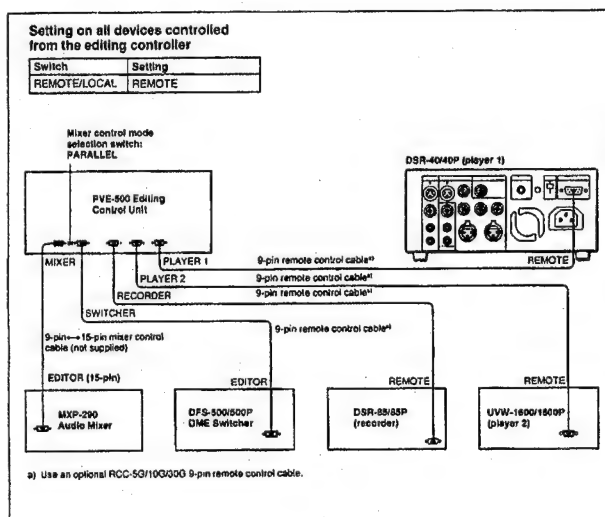 Setting on all devices controlled
from the editing controller
Switch Setting
REMOTE/LOCAL REMOTE
Mixer control mode
selection switch:
PARALLEL
DSR-40/40P (player 1)
PVE-500 Editing
Control Unit
MIXER
PLAYER 1
9-pin remote control cable a)
REMOTE
PLAYER 2
9-pin remote control cable a)
RECORDER
9-pin remote control cable a)
SWITCHER
9-pin remote control cable a)
9-pin↔15-pin mixer control
cable (not supplied)
EDITOR (15-pin)
EDITOR
REMOTE
REMOTE
MXP-290
Audio Mixer
DFS-500/500P
DME Switcher
DSR-85/85P
(recorder)
UVW-1600/1600P
(player 2)
a) Use an optional RCC-5G/10G/30G 9-pin remote control cable.